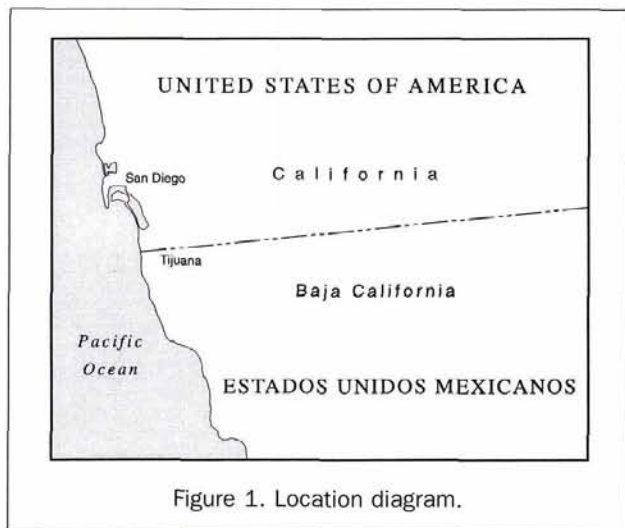 UNITED STATES OF AMERICA
San Diego
California
Tijuana
Baja California
Pacific
Ocean
ESTADOS UNIDOS MEXICANOS
Figure 1. Location diagram.